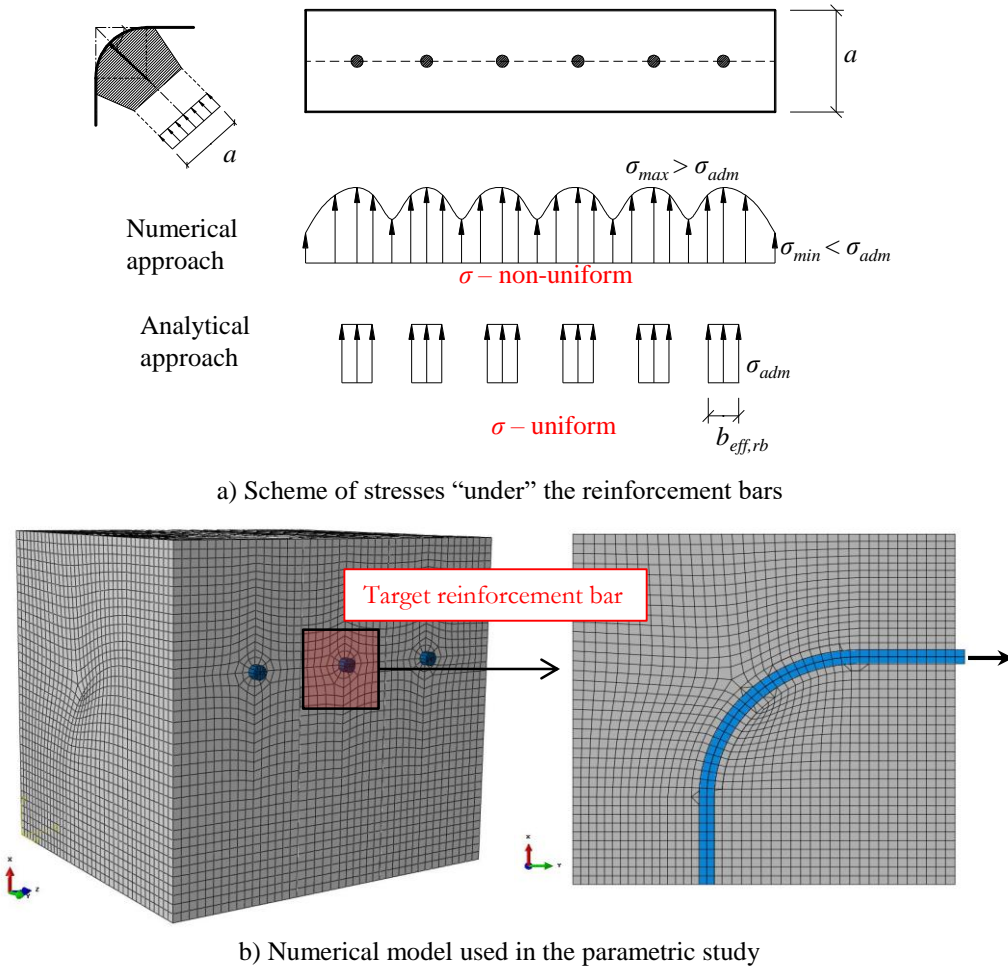 a
a
σmax > σadm
Numerical
approach
σmin < σadm
σ – non-uniform
Analytical
approach
σadm
σ – uniform
beff,rb
a) Scheme of stresses “under” the reinforcement bars
Target reinforcement bar
X
Z
Y
X
Y
b) Numerical model used in the parametric study